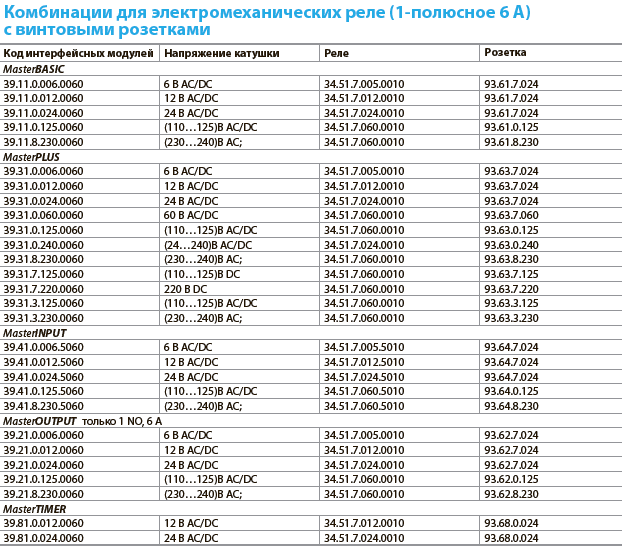 Комбинации для электромеханических реле (1-полюсное 6 А)
с винтовыми розетками
Код интерфейсных модулей Напряжение катушки Реле Розетка
MasterBASIC
39.11.0.006.0060 6 В AC/DC 34.51.7.005.0010 93.61.7.024
39.11.0.012.0060 12 В AC/DC 34.51.7.012.0010 93.61.7.024
39.11.0.024.0060 24 В AC/DC 34.51.7.024.0010 93.61.7.024
39.11.0.125.0060 (110…125)В AC/DC 34.51.7.060.0010 93.61.0.125
39.11.8.230.0060 (230…240)В AC; 34.51.7.060.0010 93.61.8.230
MasterPLUS
39.31.0.006.0060 6 В AC/DC 34.51.7.005.0010 93.63.7.024
39.31.0.012.0060 12 В AC/DC 34.51.7.012.0010 93.63.7.024
39.31.0.024.0060 24 В AC/DC 34.51.7.024.0010 93.63.7.024
39.31.0.060.0060 60 В AC/DC 34.51.7.060.0010 93.63.7.060
39.31.0.125.0060 (110…125)В AC/DC 34.51.7.060.0010 93.63.0.125
39.31.0.240.0060 (24…240)В AC/DC 34.51.7.024.0010 93.63.0.240
39.31.8.230.0060 (230…240)В AC; 34.51.7.060.0010 93.63.8.230
39.31.7.125.0060 (110…125)В DC 34.51.7.060.0010 93.63.7.125
39.31.7.220.0060 220 В DC 34.51.7.060.0010 93.63.7.220
39.31.3.125.0060 (110…125)В AC/DC 34.51.7.060.0010 93.63.3.125
39.31.3.230.0060 (230…240)В AC; 34.51.7.060.0010 93.63.3.230
MasterINPUT
39.41.0.006.5060 6 В AC/DC 34.51.7.005.5010 93.64.7.024
39.41.0.012.5060 12 В AC/DC 34.51.7.012.5010 93.64.7.024
39.41.0.024.5060 24 В AC/DC 34.51.7.024.5010 93.64.7.024
39.41.0.125.5060 (110…125)В AC/DC 34.51.7.060.5010 93.64.0.125
39.41.8.230.5060 (230…240)В AC; 34.51.7.060.5010 93.64.8.230
MasterOUTPUT только 1 NO, 6 А
39.21.0.006.0060 6 В AC/DC 34.51.7.005.0010 93.62.7.024
39.21.0.012.0060 12 В AC/DC 34.51.7.012.0010 93.62.7.024
39.21.0.024.0060 24 В AC/DC 34.51.7.024.0010 93.62.7.024
39.21.0.125.0060 (110…125)В AC/DC 34.51.7.060.0010 93.62.0.125
39.21.8.230.0060 (230…240)В AC; 34.51.7.060.0010 93.62.8.230
MasterTIMER
39.81.0.012.0060 12 В AC/DC 34.51.7.012.0010 93.68.0.024
39.81.0.024.0060 24 В AC/DC 34.51.7.024.0010 93.68.0.024